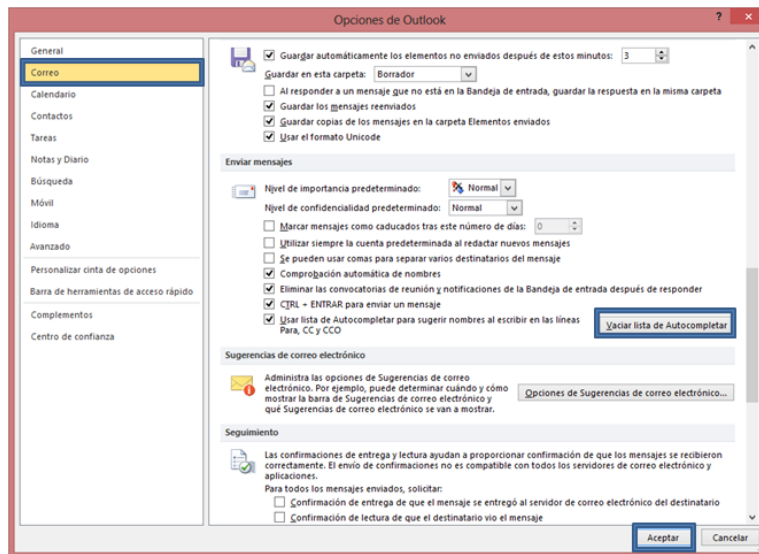 Opciones de Outlook
?
General
Correo
Calendario
Contactos
Tareas
Notas y Diario
Búsqueda
Móvil
Idioma
Avanzado
Personalizar cinta de opciones
Barra de herramientas de acceso rápido
Complementos
Centro de confianza
Guardar automáticamente los elementos no enviados después de estos minutos: 3
Guardar en esta carpeta: Borrador
Al responder a un mensaje que no está en la Bandeja de entrada, guardar la respuesta en la misma carpeta
Guardar los mensajes reenviados
Guardar copias de los mensajes en la carpeta Elementos enviados
Usar el formato Unicode
Enviar mensajes
Nivel de importancia predeterminado: Normal
Nivel de confidencialidad predeterminado: Normal
Marcar mensajes como caducados tras este número de días: 0
Utilizar siempre la cuenta predeterminada al redactar nuevos mensajes
Se pueden usar comas para separar varios destinatarios del mensaje
Comprobación automática de nombres
Eliminar las convocatorias de reunión y notificaciones de la Bandeja de entrada después de responder
CTRL + ENTRAR para enviar un mensaje
Usar lista de Autocompletar para sugerir nombres al escribir en las líneas
Para, CC y CCO
Vaciar lista de Autocompletar
Sugerencias de correo electrónico
Administra las opciones de Sugerencias de correo
electrónico. Por ejemplo, puede determinar cuándo y cómo
mostrar la barra de Sugerencias de correo electrónico y
qué Sugerencias de correo electrónico se van a mostrar.
Opciones de Sugerencias de correo electrónico...
Seguimiento
Las confirmaciones de entrega y lectura ayudan a proporcionar confirmación de que los mensajes se recibieron
correctamente. El envío de confirmaciones no es compatible con todos los servidores de correo electrónico y
aplicaciones.
Para todos los mensajes enviados, solicitar:
Confirmación de entrega de que el mensaje se entregó al servidor de correo electrónico del destinatario
Confirmación de lectura de que el destinatario vio el mensaje
Aceptar
Cancelar